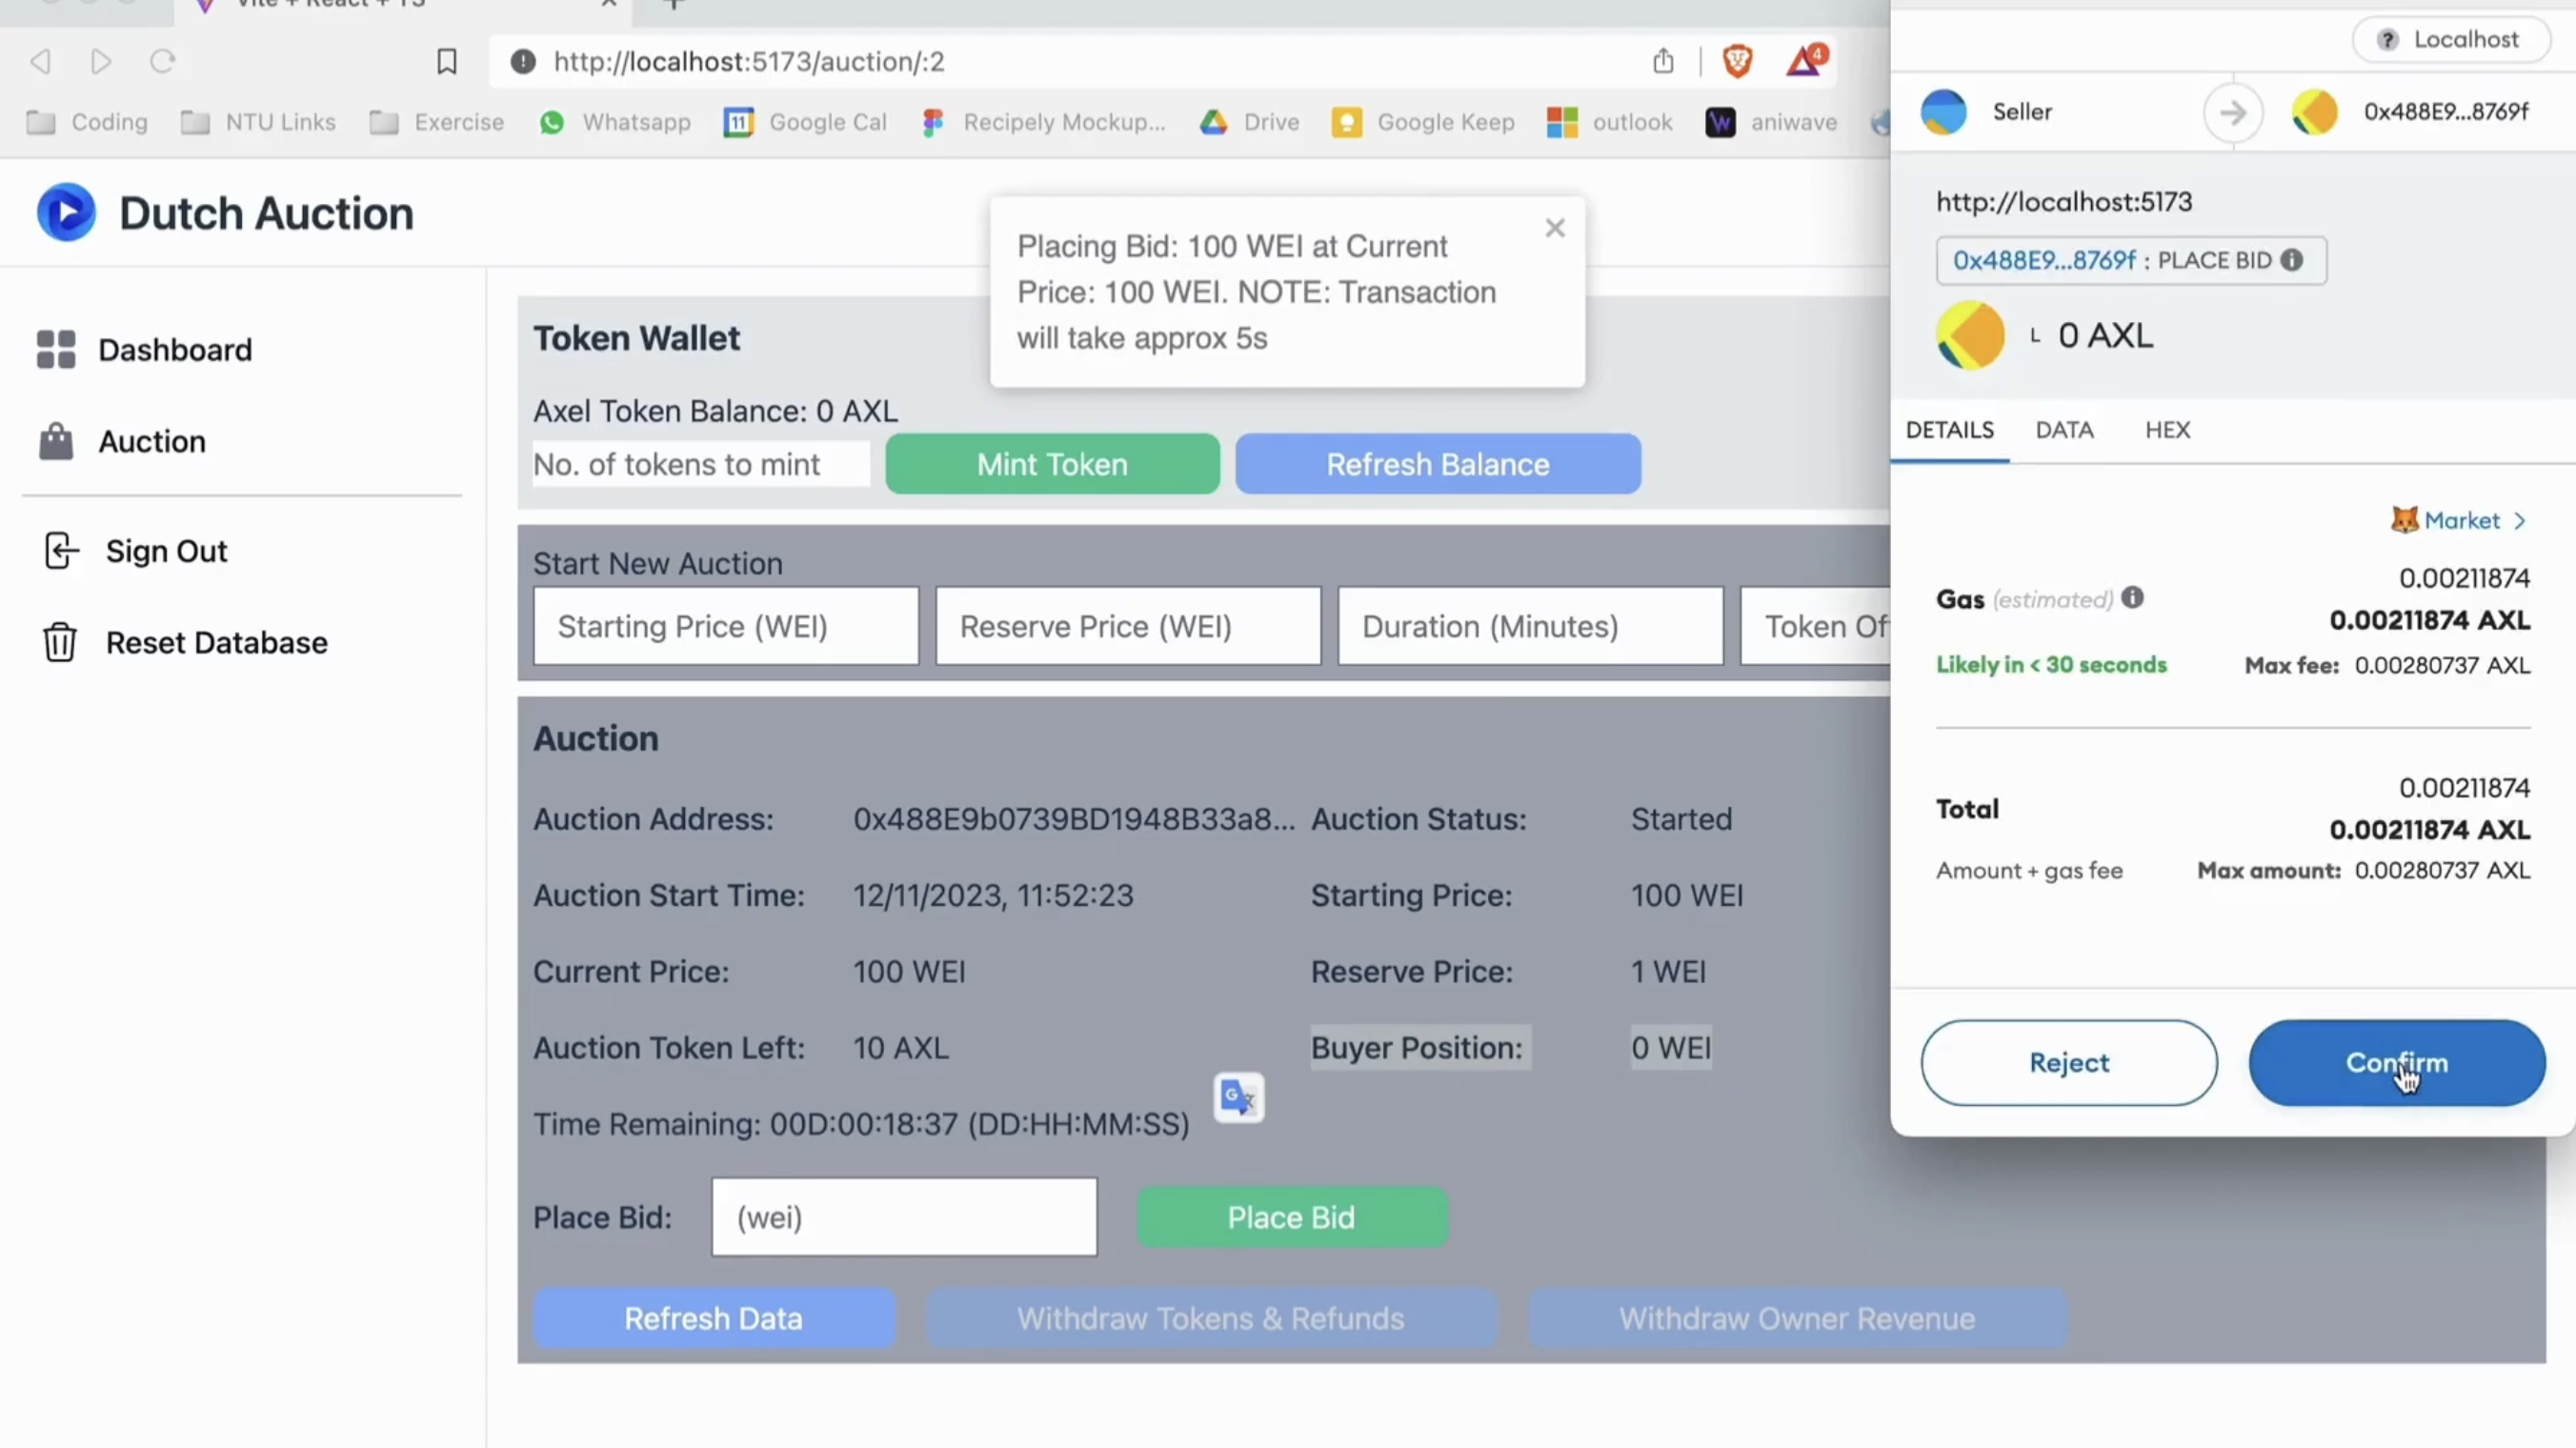 Vite + React + TS
http://localhost:5173/auction/:2
4
Coding
NTU Links
Exercise
Whatsapp
11
Google Cal
Recipely Mockup...
Drive
Google Keep
outlook
aniwave
Dutch Auction
Dashboard
Auction
Sign Out
Reset Database
Placing Bid: 100 WEI at Current
Price: 100 WEI. NOTE: Transaction
will take approx 5s
Token Wallet
Axel Token Balance: 0 AXL
No. of tokens to mint
Mint Token
Refresh Balance
Start New Auction
Starting Price (WEI)
Reserve Price (WEI)
Duration (Minutes)
Token Of
Auction
Auction Address: 0x488E9b0739BD1948B33a8... Auction Status: Started
Auction Start Time: 12/11/2023, 11:52:23 Starting Price: 100 WEI
Current Price: 100 WEI Reserve Price: 1 WEI
Auction Token Left: 10 AXL Buyer Position: 0 WEI
Time Remaining: 00D:00:18:37 (DD:HH:MM:SS)
Place Bid: (wei) Place Bid
Refresh Data
Withdraw Tokens & Refunds
Withdraw Owner Revenue
Localhost
Seller
0x488E9...8769f
http://localhost:5173
0x488E9...8769f : PLACE BID
L 0 AXL
DETAILS DATA HEX
Market >
0.00211874
Gas (estimated) 0.00211874 AXL
Likely in < 30 seconds Max fee: 0.00280737 AXL
0.00211874
Total 0.00211874 AXL
Amount + gas fee Max amount: 0.00280737 AXL
Reject
Confirm